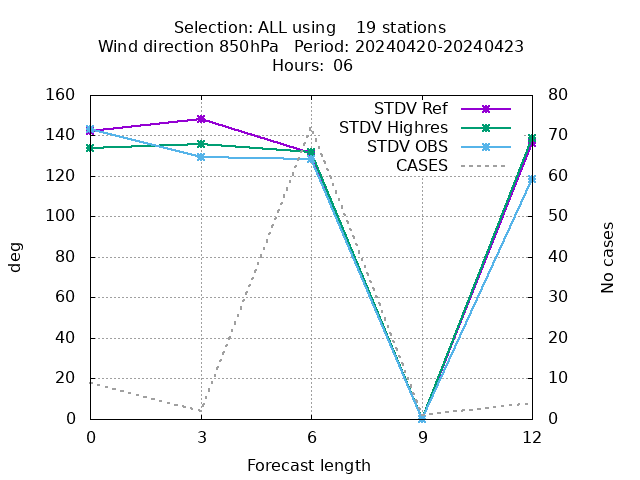 Selection: ALL using    19 stations
Wind direction 850hPa   Period: 20240420-20240423
Hours:  06
STDV Ref
STDV Highres
STDV OBS
CASES
deg
160
140
120
100
80
60
40
20
0
80
70
60
50
40
30
20
10
0
No cases
0 3 6 9 12
Forecast length